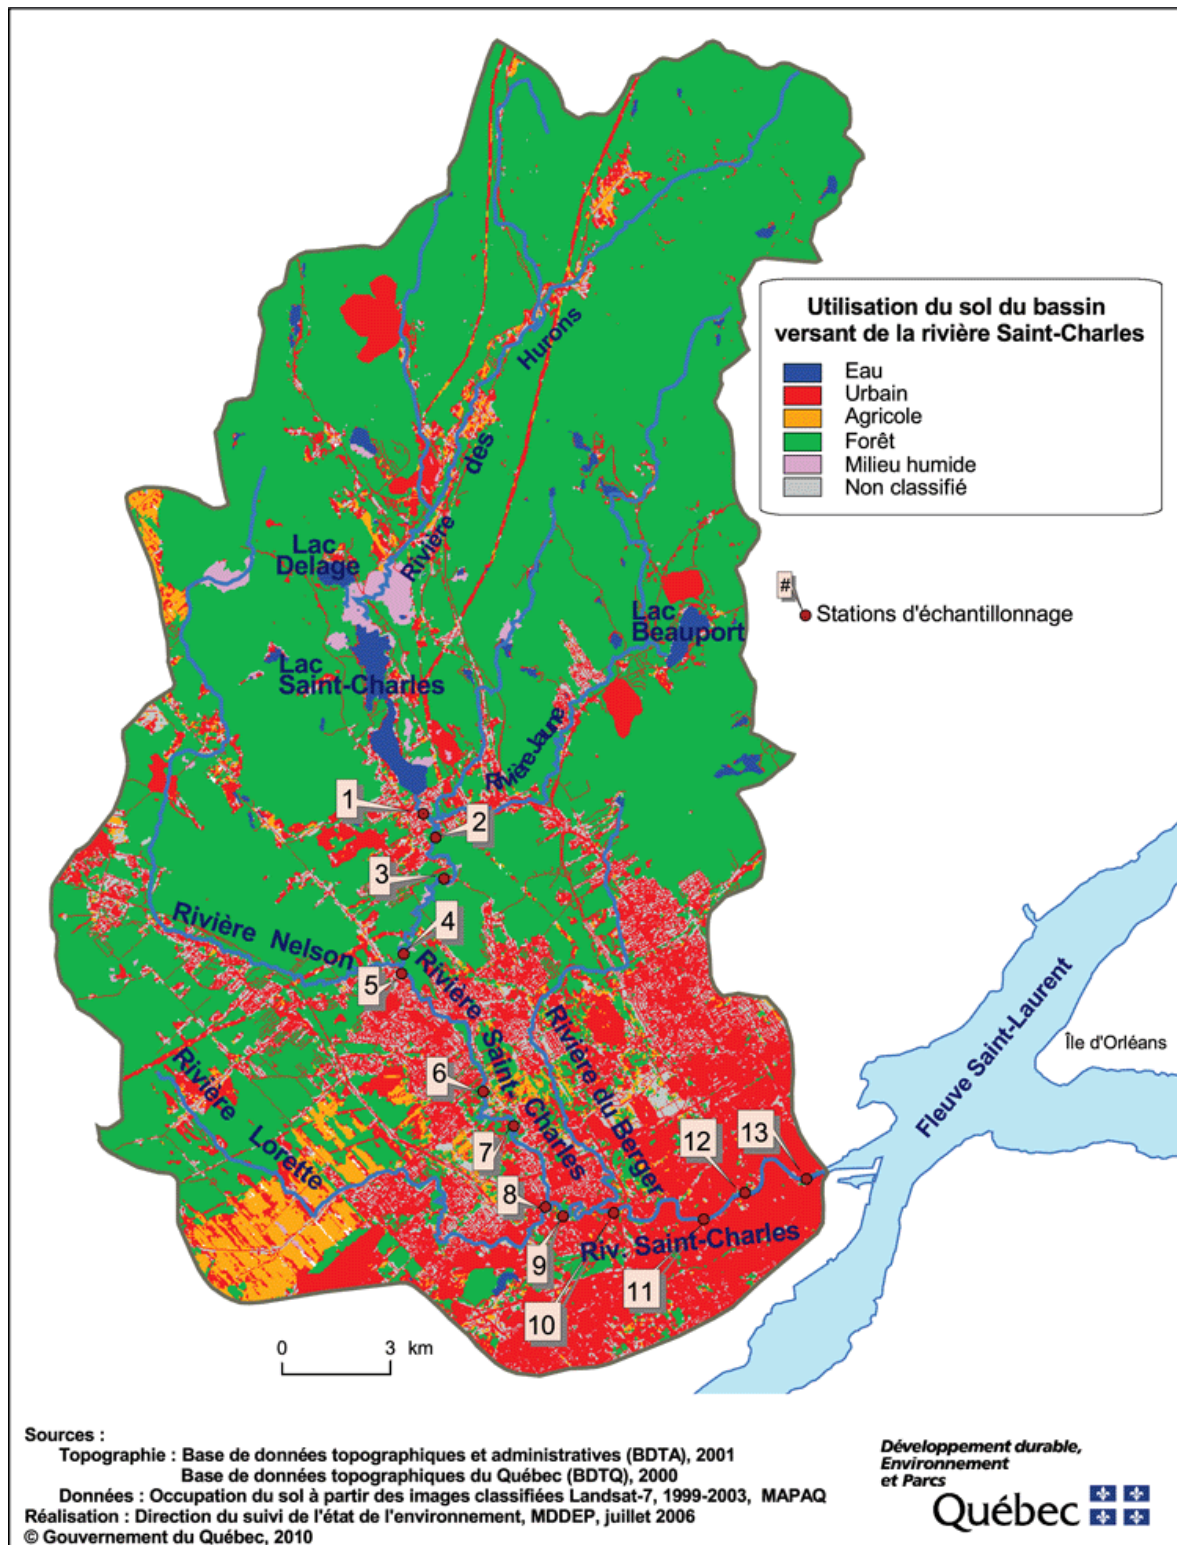 Utilisation du sol du bassin
versant de la rivière Saint-Charles
Eau
Urbain
Agricole
Forêt
Milieu humide
Non classifié
#
Stations d'échantillonnage
Rivière des Hurons
Lac
Delage
Lac
Beauport
Lac
Saint-Charles
Rivière Jaune
1
2
3
4
5
Rivière Nelson
Rivière Saint-Charles
Rivière du Berger
Rivière Lorette
6
7
8
9
10
11
12
13
Riv. Saint-Charles
Fleuve Saint-Laurent
Île d'Orléans
0 3 km
Sources :
Topographie : Base de données topographiques et administratives (BDTA), 2001
Base de données topographiques du Québec (BDTQ), 2000
Données : Occupation du sol à partir des images classifiées Landsat-7, 1999-2003, MAPAQ
Réalisation : Direction du suivi de l'état de l'environnement, MDDEP, juillet 2006
© Gouvernement du Québec, 2010
Développement durable,
Environnement
et Parcs
Québec